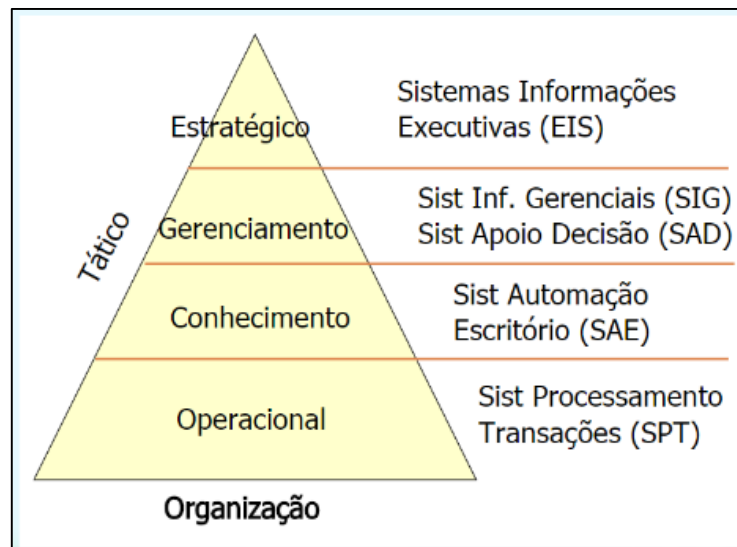 Estratégico
Sistemas Informações
Executivas (EIS)
Tático
Gerenciamento
Sist Inf. Gerenciais (SIG)
Sist Apoio Decisão (SAD)
Conhecimento
Sist Automação
Escritório (SAE)
Operacional
Sist Processamento
Transações (SPT)
Organização